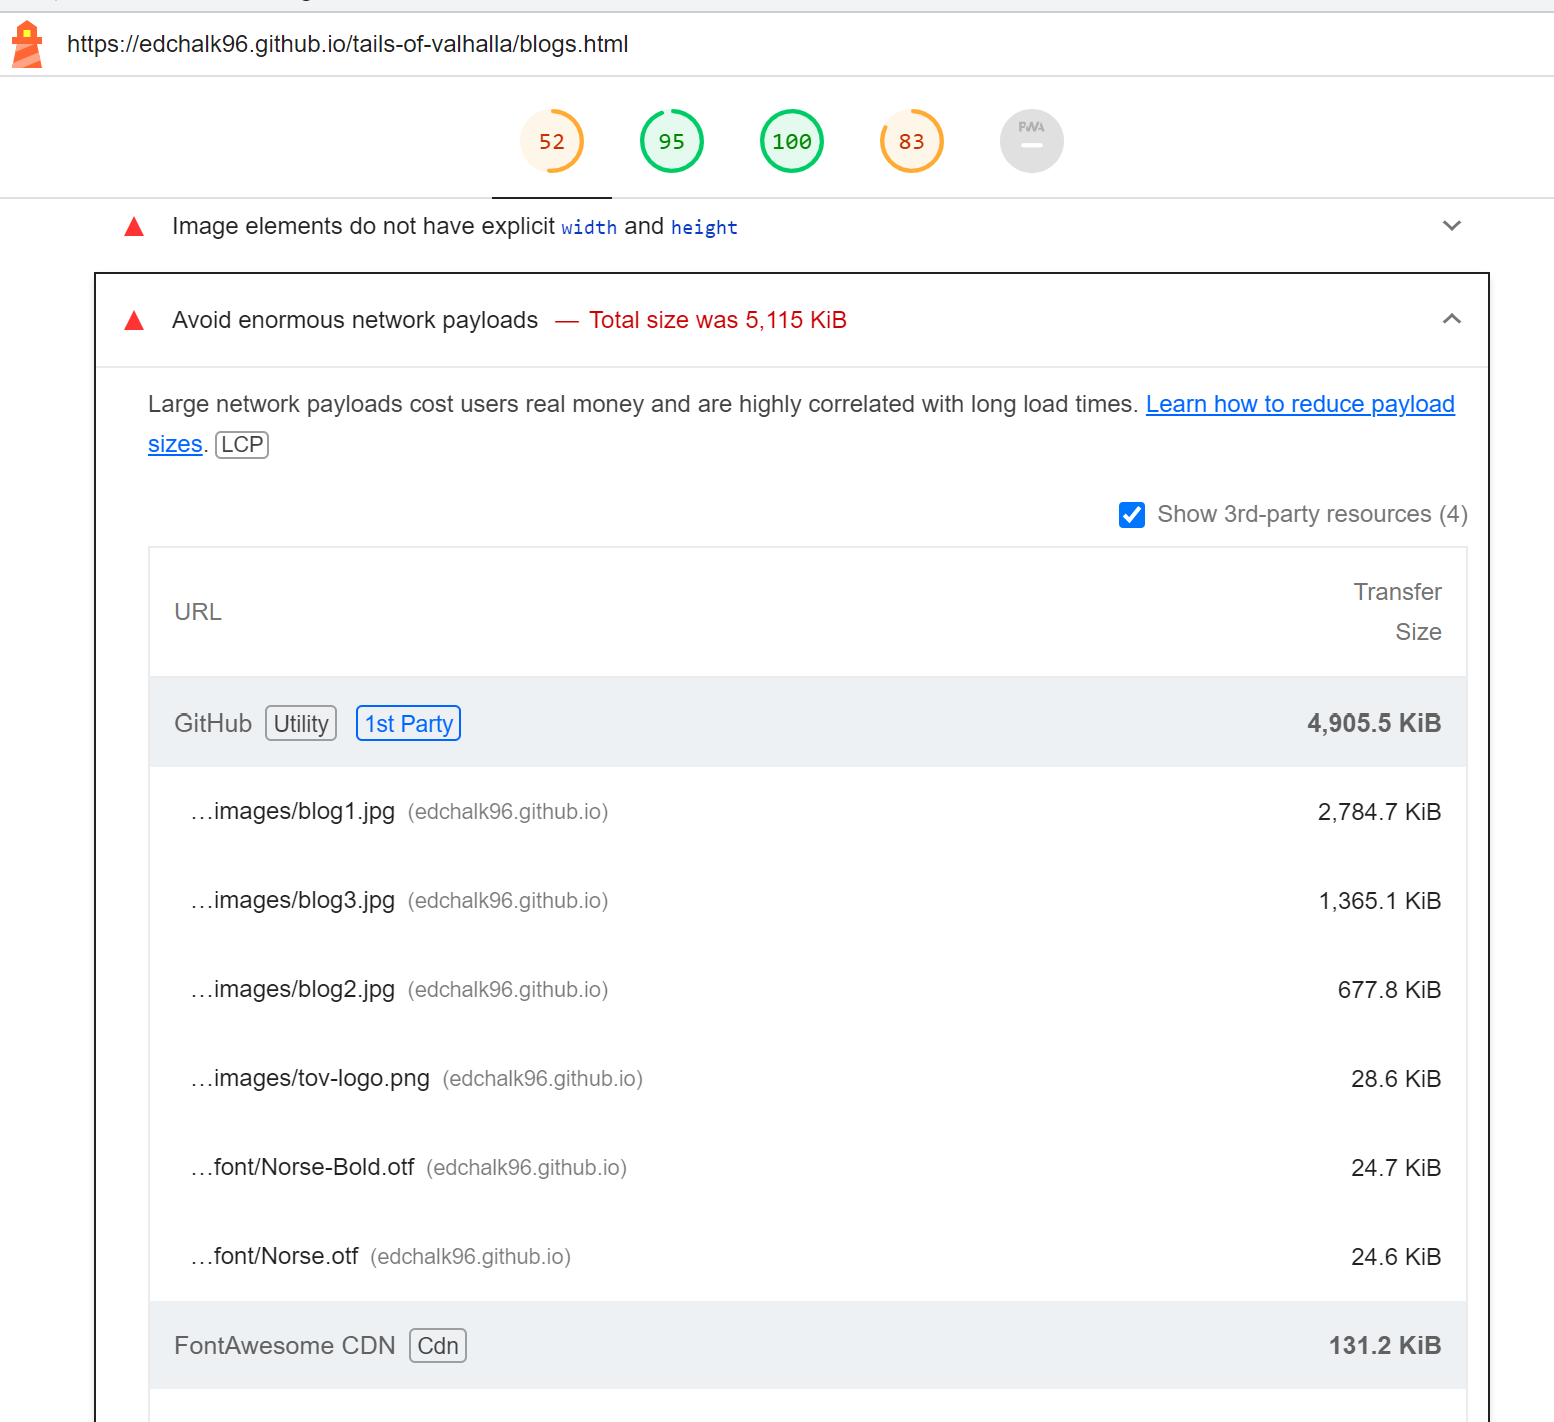 https://edchalk96.github.io/tails-of-valhalla/blogs.html
52 95 100 83 PWA
Image elements do not have explicit width and height
Avoid enormous network payloads — Total size was 5,115 KiB
Large network payloads cost users real money and are highly correlated with long load times. Learn how to reduce payload
sizes. LCP
Show 3rd-party resources (4)
URL Transfer
Size
GitHub Utility 1st Party 4,905.5 KiB
…images/blog1.jpg (edchalk96.github.io) 2,784.7 KiB
…images/blog3.jpg (edchalk96.github.io) 1,365.1 KiB
…images/blog2.jpg (edchalk96.github.io) 677.8 KiB
…images/tov-logo.png (edchalk96.github.io) 28.6 KiB
…font/Norse-Bold.otf (edchalk96.github.io) 24.7 KiB
…font/Norse.otf (edchalk96.github.io) 24.6 KiB
FontAwesome CDN Cdn 131.2 KiB